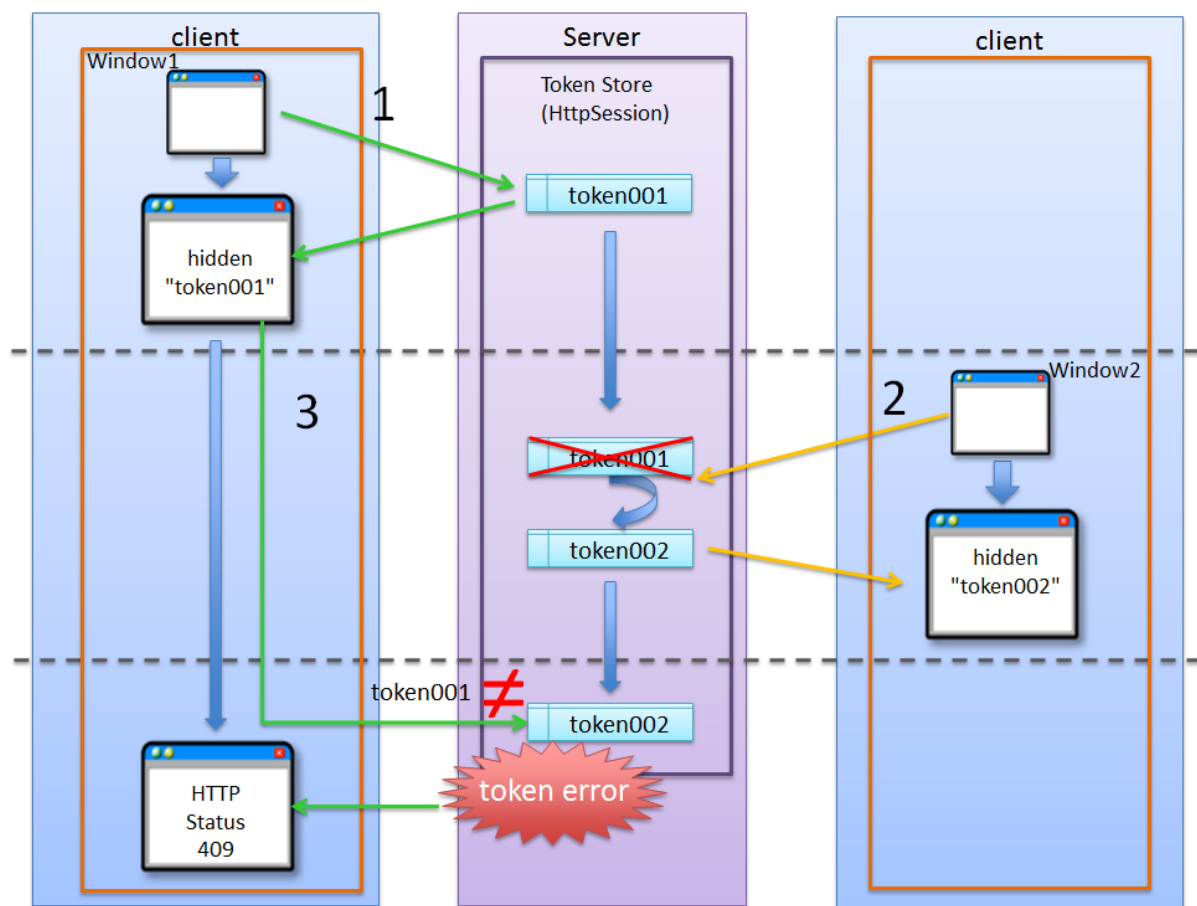 client
Server
client
Window1
Token Store
(HttpSession)
1
token001
hidden
"token001"
Window2
2
3
token001
token002
hidden
"token002"
token001
≠
token002
token error
HTTP
Status
409